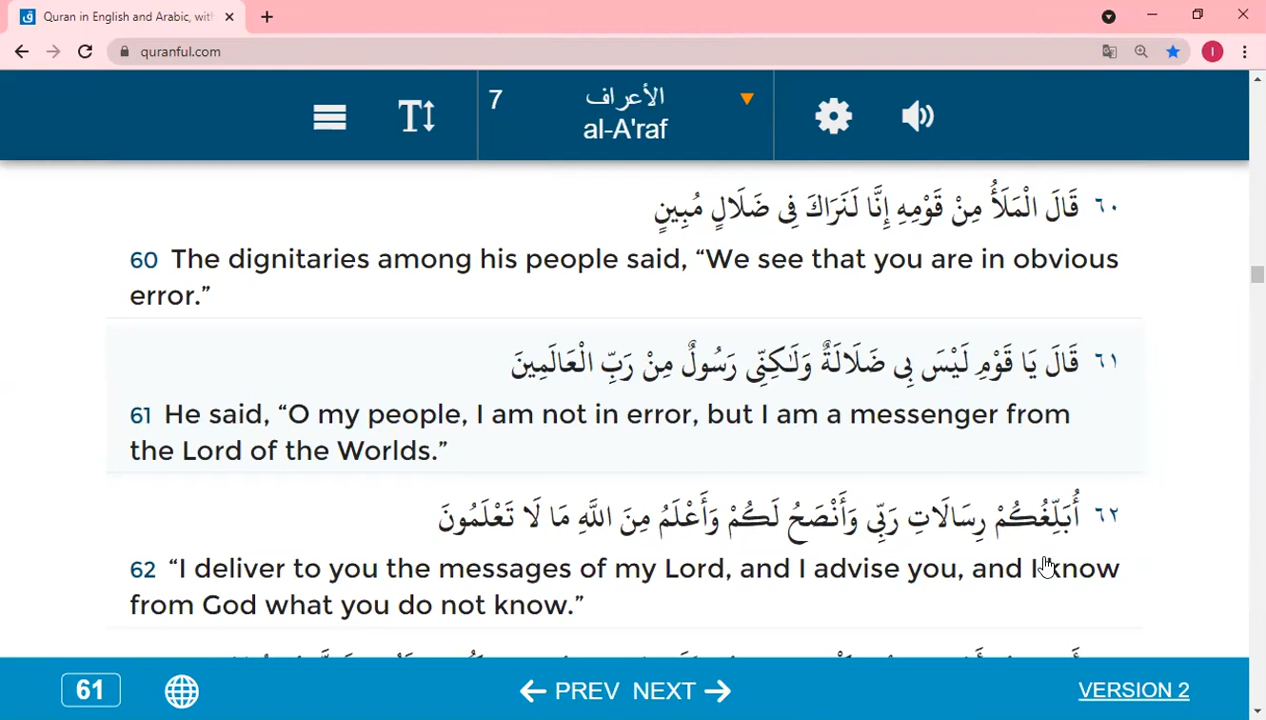 Quran in English and Arabic, with
quranful.com
7
الأعراف
al-A'raf
٦٠ قَالَ الْمَلَأُ مِنْ قَوْمِهِ إِنَّا لَنَرَاكَ فِى ضَلَالٍ مُبِينٍ
60 The dignitaries among his people said, “We see that you are in obvious
error.”
٦١ قَالَ يَا قَوْمِ لَيْسَ بِى ضَلَالَةٌ وَلَـٰكِنِّى رَسُولٌ مِنْ رَبِّ الْعَالَمِينَ
61 He said, “O my people, I am not in error, but I am a messenger from
the Lord of the Worlds.”
٦٢ أُبَلِّغُكُمْ رِسَالَاتِ رَبِّى وَأَنْصَحُ لَكُمْ وَأَعْلَمُ مِنَ اللَّهِ مَا لَا تَعْلَمُونَ
62 “I deliver to you the messages of my Lord, and I advise you, and I know
from God what you do not know.”
61
PREV NEXT
VERSION 2